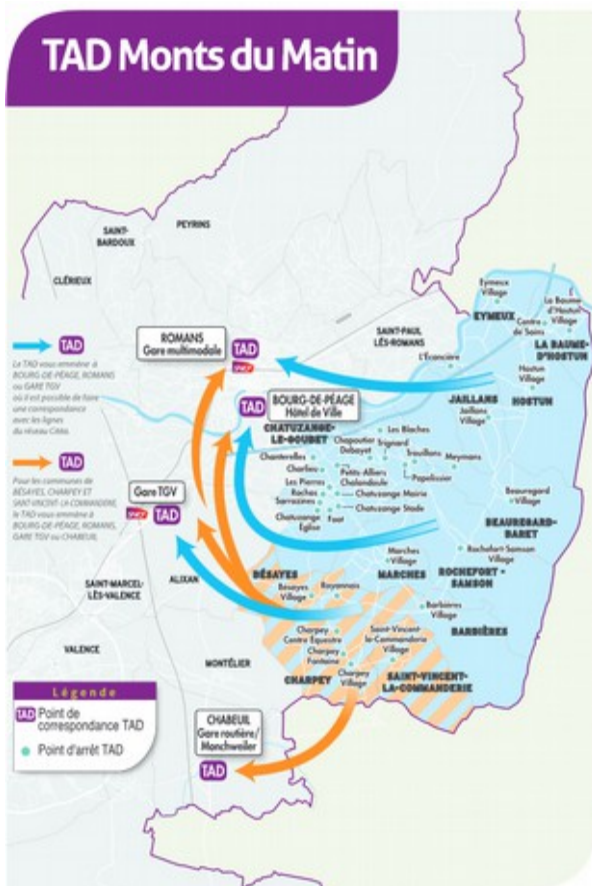 TAD Monts du Matin
PEYRINS
SAINT-
BARDOUX
CLÉRIEUX
TAD
Le TAD vous emmène à
BOURG-DE-PÉAGE, ROMANS
ou GARE TGV
où il est possible de faire
une correspondance
avec les lignes
du réseau Citéa.
TAD
Pour les communes de
BÉSAYES, CHARPEY ET
SAINT-VINCENT-LA-COMMANDERIE,
le TAD vous emmène à
BOURG-DE-PÉAGE, ROMANS,
GARE TGV ou CHABEUIL
ROMANS
Gare multimodale
TAD
SNCF
SAINT-PAUL
LÈS-ROMANS
L'Écancière
Eymeux
Village
EYMEUX
La Baume
d'Hostun
Village
Centre
de Soins
LA BAUME-
D'HOSTUN
Hostun
Village
HOSTUN
JAILLANS
Jaillans
Village
BOURG-DE-PÉAGE
Hôtel de Ville
TAD
CHATUZANGE-
LE-GOUBET
Les Blaches
Chapoutier
Debayet
Srignard
Trouillons
Meymans
Chanterelles
Charlieu
Petits-Alliers
Papelissier
Chalendoule
Les Pierres
Roches
Sarrazines
Chatuzange Mairie
Chatuzange Stade
Chatuzange
Église
Foot
Gare TGV
SNCF
TAD
Beauregard
Village
BEAUREGARD-
BARET
Rochefort-Samson
Village
ROCHEFORT -
SAMSON
Marches
Village
MARCHES
BÉSAYES
Bésayes
Village
Royannais
Barbières
Village
BARBIÈRES
SAINT-MARCEL-
LÈS-VALENCE
ALIXAN
VALENCE
MONTÉLIER
Charpey
Centre Équestre
Charpey
Fontaine
Charpey
Village
CHARPEY
Saint-Vincent-
la-Commanderie
Village
SAINT-VINCENT-
LA-COMMANDERIE
CHABEUIL
Gare routière/
Monchweiler
TAD
Légende
TAD Point de
correspondance TAD
Point d'arrêt TAD